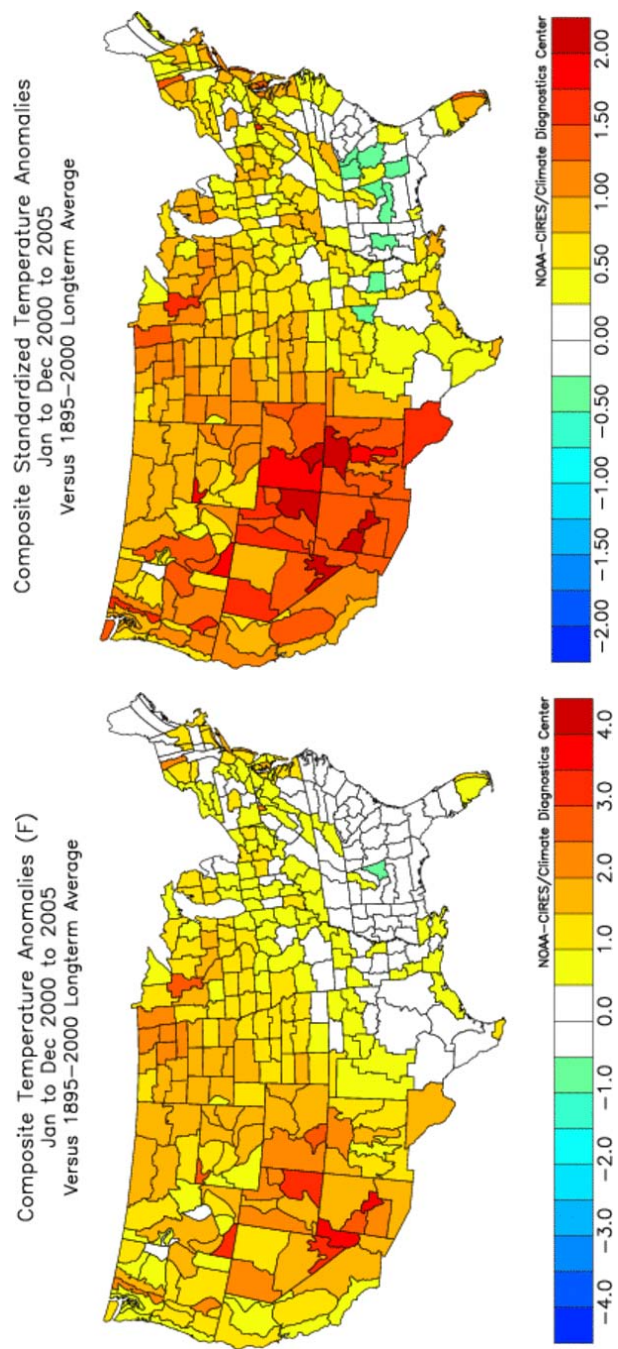 Composite Temperature Anomalies (F)
Jan to Dec 2000 to 2005
Versus 1895–2000 Longterm Average
NOAA–CIRES/Climate Diagnostics Center
−4.0 −3.0 −2.0 −1.0 0.0 1.0 2.0 3.0 4.0
Composite Standardized Temperature Anomalies
Jan to Dec 2000 to 2005
Versus 1895–2000 Longterm Average
NOAA–CIRES/Climate Diagnostics Center
−2.00 −1.50 −1.00 −0.50 0.00 0.50 1.00 1.50 2.00